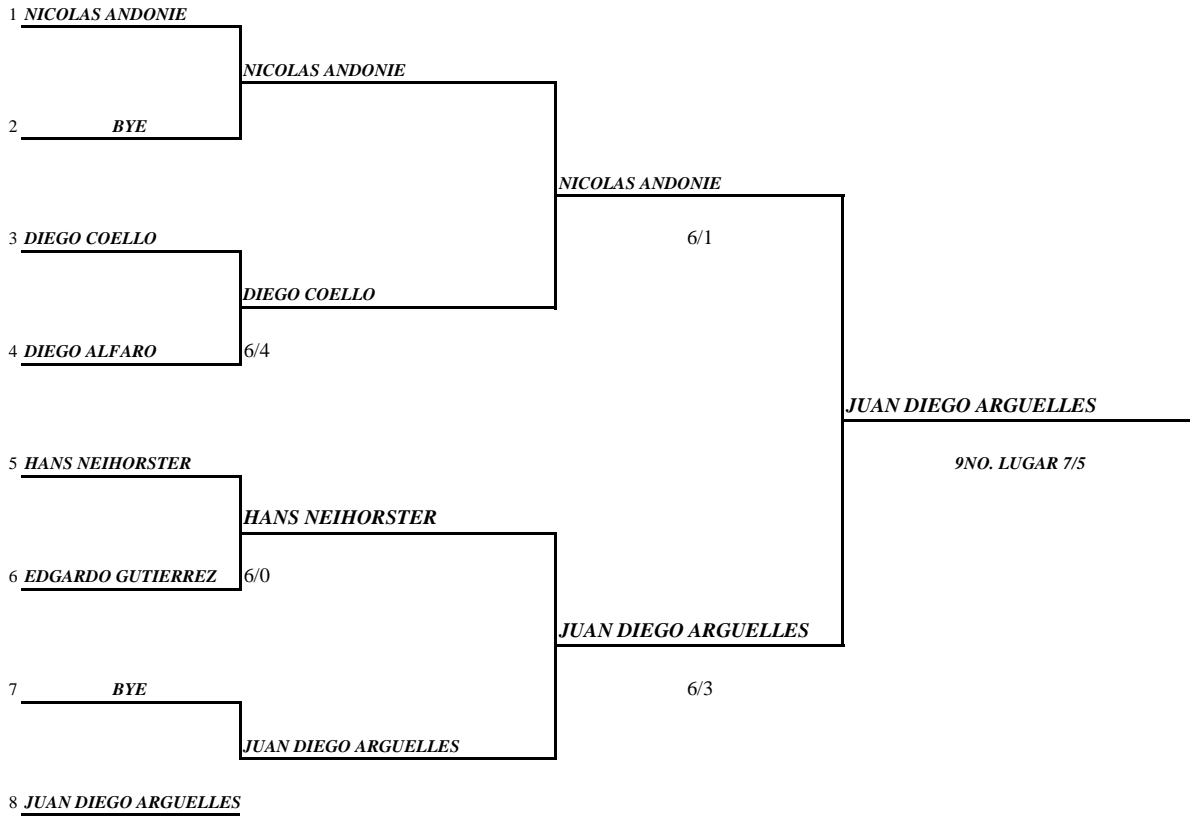 1 NICOLAS ANDONIE
NICOLAS ANDONIE
2 BYE
NICOLAS ANDONIE
3 DIEGO COELLO
6/1
DIEGO COELLO
4 DIEGO ALFARO
6/4
JUAN DIEGO ARGUELLES
5 HANS NEIHORSTER
9NO. LUGAR 7/5
HANS NEIHORSTER
6 EDGARDO GUTIERREZ
6/0
JUAN DIEGO ARGUELLES
7 BYE
6/3
JUAN DIEGO ARGUELLES
8 JUAN DIEGO ARGUELLES